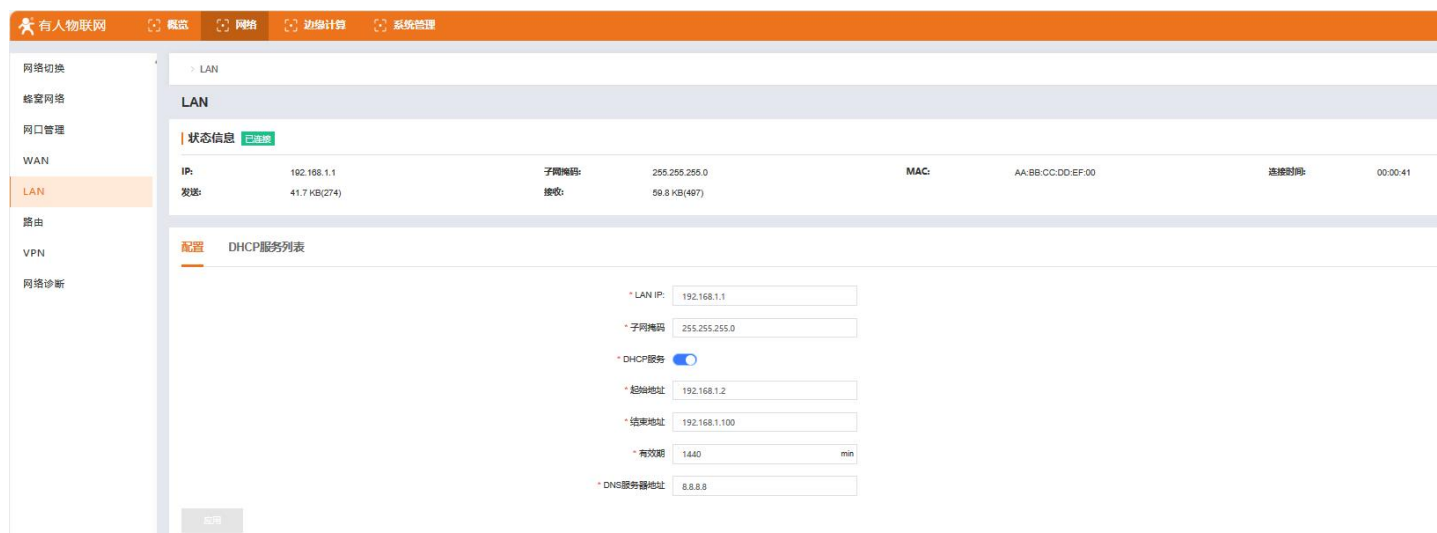 有人物联网 概览 网络 边缘计算 系统管理
网络切换
蜂窝网络
网口管理
WAN
LAN
路由
VPN
网络诊断
> LAN
LAN
状态信息 已连接
IP: 192.168.1.1 子网掩码: 255.255.255.0 MAC: AA:BB:CC:DD:EF:00 连接时间: 00:00:41
发送: 41.7 KB(274) 接收: 59.8 KB(497)
配置 DHCP服务列表
* LAN IP: 192.168.1.1
* 子网掩码 255.255.255.0
* DHCP服务
* 起始地址 192.168.1.2
* 结束地址 192.168.1.100
* 有效期 1440 min
* DNS服务器地址 8.8.8.8
应用